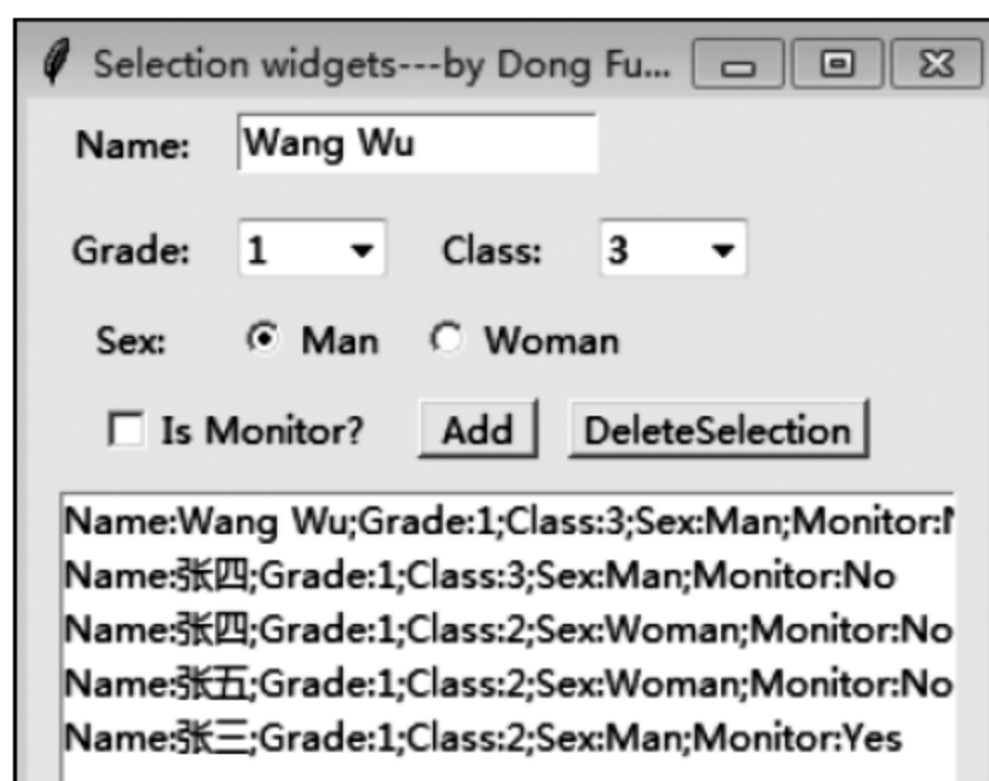 Selection widgets---by Dong Fu...
Name: Wang Wu
Grade: 1 Class: 3
Sex: Man Woman
Is Monitor? Add DeleteSelection
Name:Wang Wu;Grade:1;Class:3;Sex:Man;Monitor:
Name:张四;Grade:1;Class:3;Sex:Man;Monitor:No
Name:张四;Grade:1;Class:2;Sex:Woman;Monitor:No
Name:张五;Grade:1;Class:2;Sex:Woman;Monitor:No
Name:张三;Grade:1;Class:2;Sex:Man;Monitor:Yes